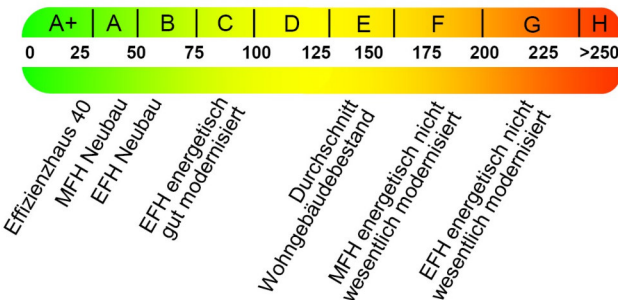 A+ A B C D E F G H
0 25 50 75 100 125 150 175 200 225 >250
Effizienzhaus 40
MFH Neubau
EFH Neubau
EFH energetisch
gut modernisiert
Durchschnitt
Wohngebäudebestand
MFH energetisch nicht
wesentlich modernisiert
EFH energetisch nicht
wesentlich modernisiert